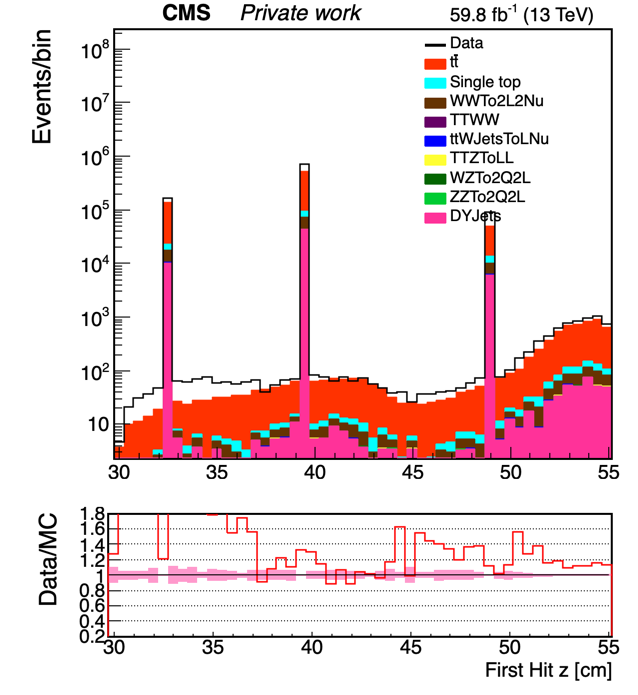 CMS Private work 59.8 fb⁻¹ (13 TeV)
Events/bin
10⁸
10⁷
10⁶
10⁵
10⁴
10³
10²
10
Data
tt̄
Single top
WWTo2L2Nu
TTWW
ttWJetsToLNu
TTZToLL
WZTo2Q2L
ZZTo2Q2L
DYJets
30 35 40 45 50 55
Data/MC
1.8
1.6
1.4
1.2
1
0.8
0.6
0.4
0.2
30 35 40 45 50 55
First Hit z [cm]